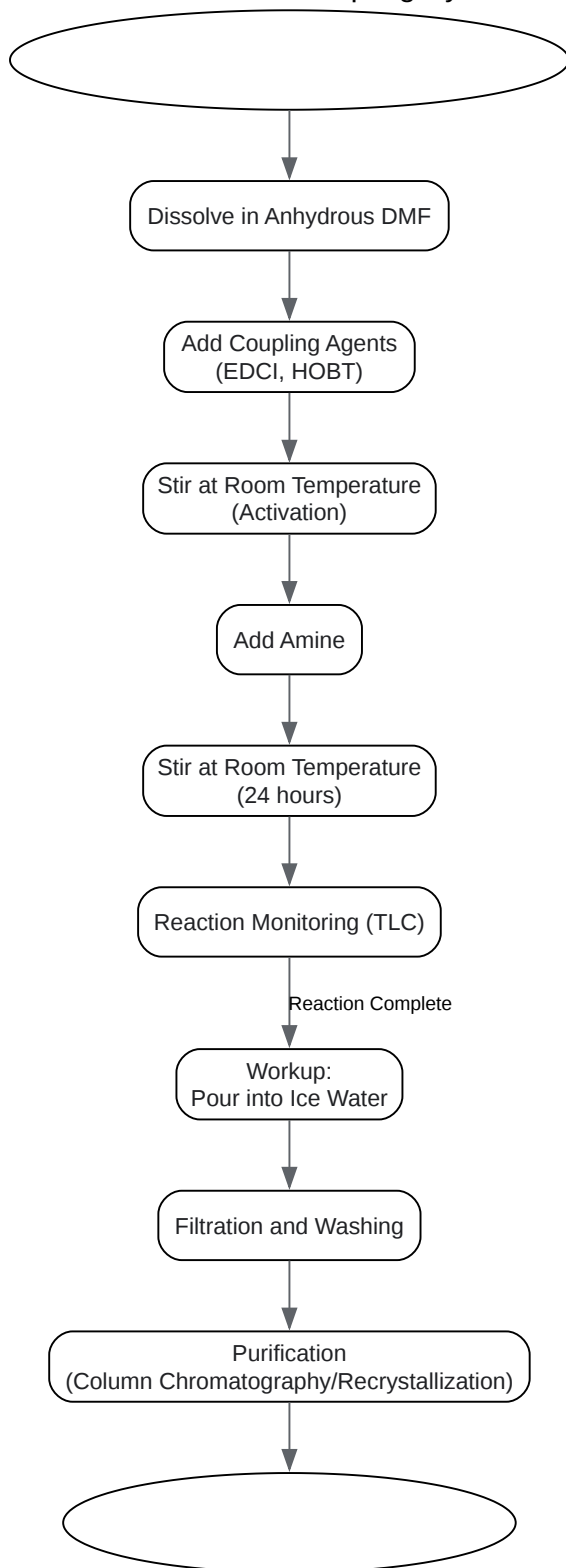 Dissolve in Anhydrous DMF
Add Coupling Agents
(EDCI, HOBT)
Stir at Room Temperature
(Activation)
Add Amine
Stir at Room Temperature
(24 hours)
Reaction Monitoring (TLC)
Reaction Complete
Workup:
Pour into Ice Water
Filtration and Washing
Purification
(Column Chromatography/Recrystallization)